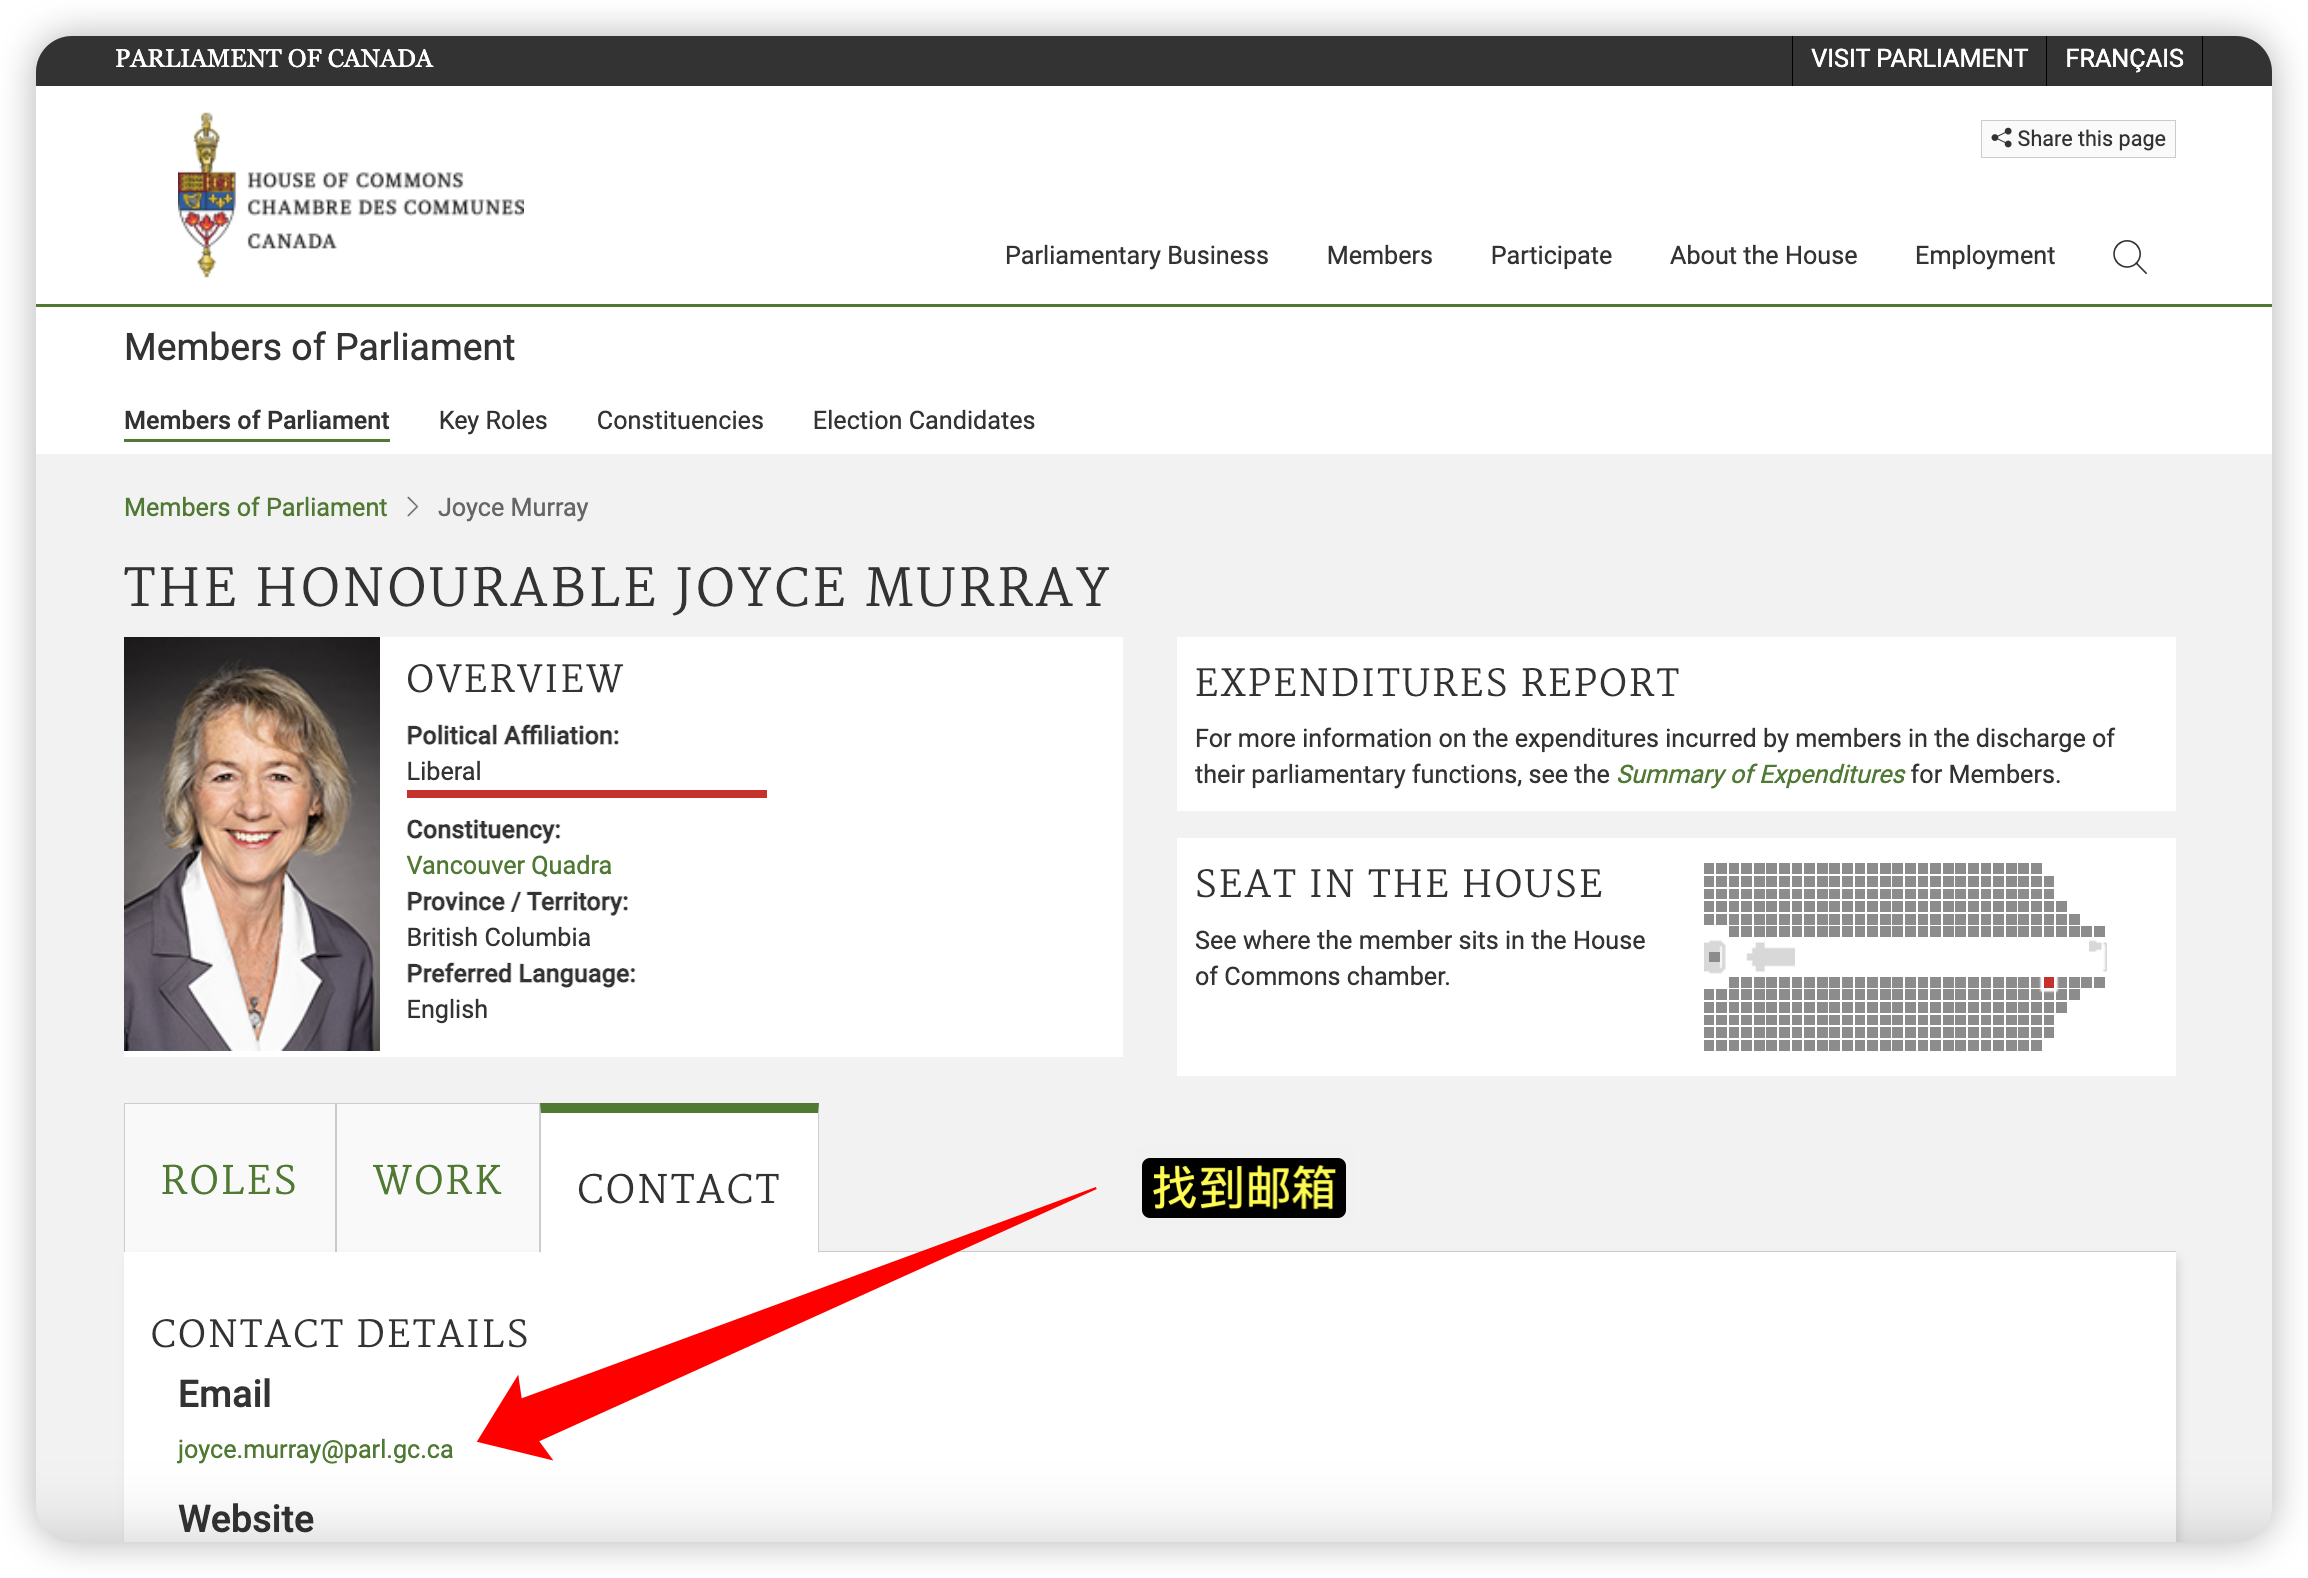 PARLIAMENT OF CANADA
VISIT PARLIAMENT
FRANÇAIS
Share this page
HOUSE OF COMMONS
CHAMBRE DES COMMUNES
CANADA
Parliamentary Business
Members
Participate
About the House
Employment
Members of Parliament
Members of Parliament
Key Roles
Constituencies
Election Candidates
Members of Parliament
Joyce Murray
THE HONOURABLE JOYCE MURRAY
OVERVIEW
Political Affiliation:
Liberal
Constituency:
Vancouver Quadra
Province / Territory:
British Columbia
Preferred Language:
English
EXPENDITURES REPORT
For more information on the expenditures incurred by members in the discharge of
their parliamentary functions, see the Summary of Expenditures for Members.
SEAT IN THE HOUSE
See where the member sits in the House
of Commons chamber.
ROLES
WORK
CONTACT
找到邮箱
CONTACT DETAILS
Email
joyce.murray@parl.gc.ca
Website